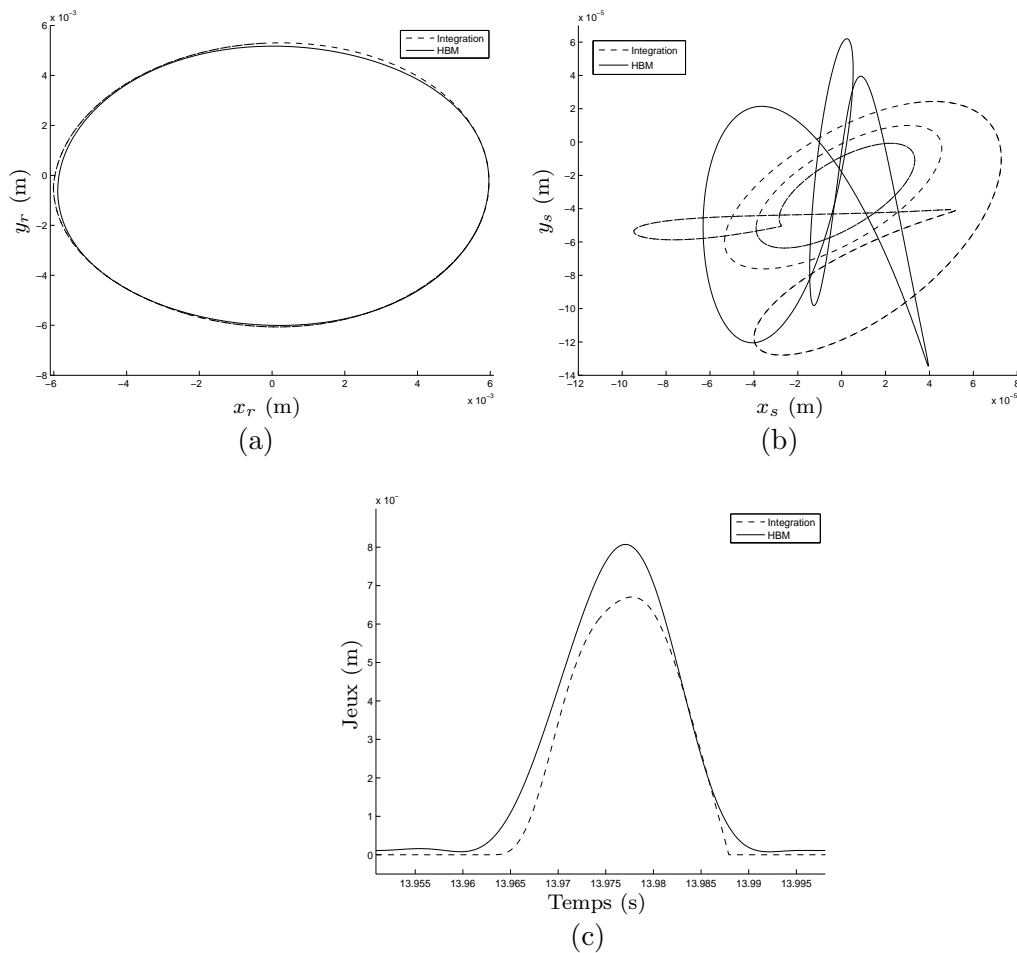 x 10⁻³
6
4
2
0
−2
−4
−6
−8
−6
−4
−2
0
2
4
6
x 10⁻³
y_r (m)
x_r (m)
Integration
HBM
(a)
x 10⁻⁵
6
4
2
0
−2
−4
−6
−8
−10
−12
−14
−12
−10
−8
−6
−4
−2
0
2
4
6
8
x 10⁻⁵
y_s (m)
x_s (m)
Integration
HBM
(b)
x 10⁻
8
7
6
5
4
3
2
1
0
13.955
13.96
13.965
13.97
13.975
13.98
13.985
13.99
13.995
Jeux (m)
Temps (s)
Integration
HBM
(c)